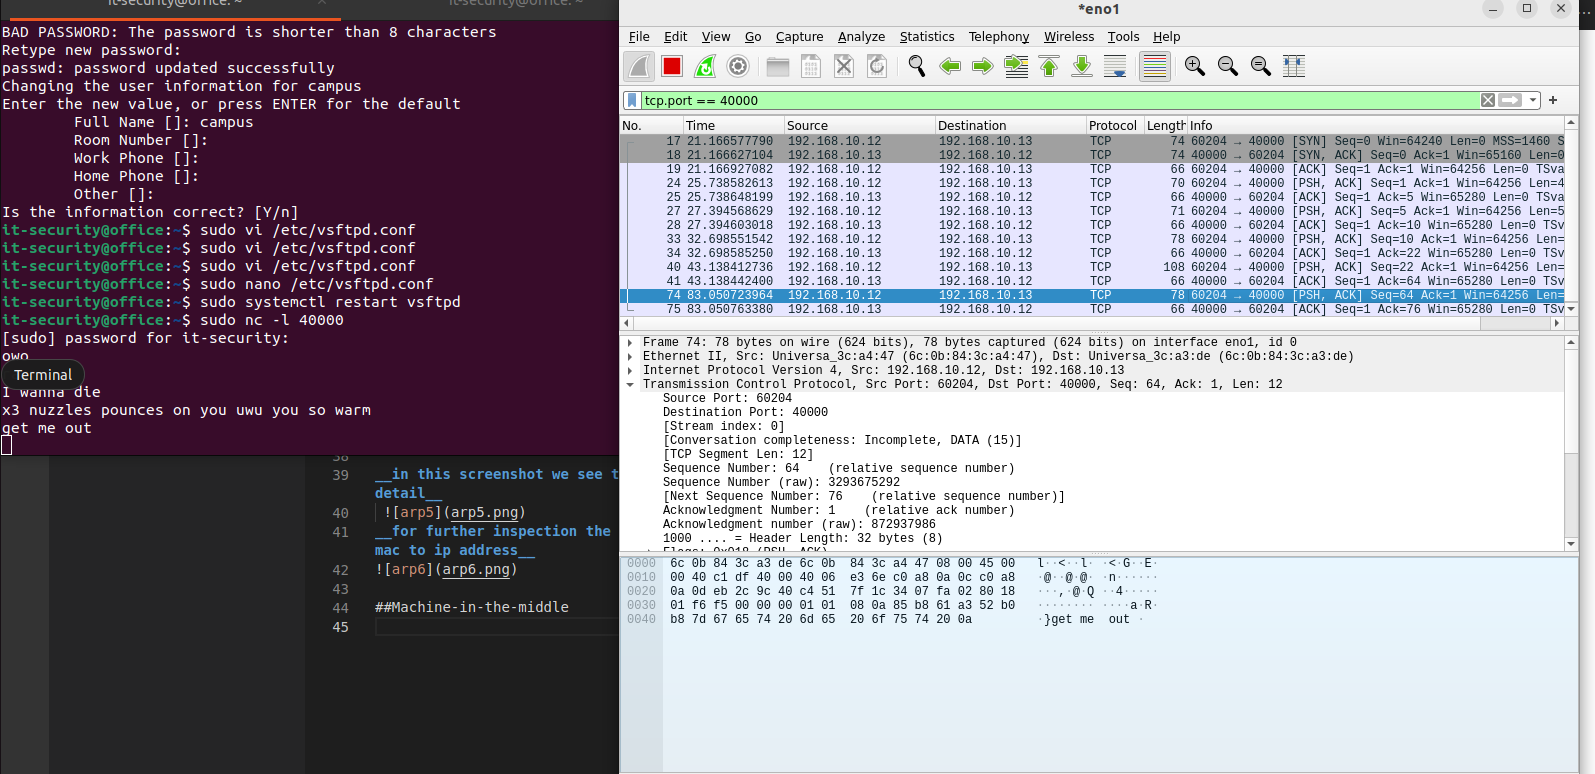 it-security@office: ~
it-security@office: ~
BAD PASSWORD: The password is shorter than 8 characters
Retype new password:
passwd: password updated successfully
Changing the user information for campus
Enter the new value, or press ENTER for the default
Full Name []: campus
Room Number []:
Work Phone []:
Home Phone []:
Other []:
Is the information correct? [Y/n]
it-security@office:~$ sudo vi /etc/vsftpd.conf
it-security@office:~$ sudo vi /etc/vsftpd.conf
it-security@office:~$ sudo vi /etc/vsftpd.conf
it-security@office:~$ sudo nano /etc/vsftpd.conf
it-security@office:~$ sudo systemctl restart vsftpd
it-security@office:~$ sudo nc -l 40000
[sudo] password for it-security:
owo
Terminal
I wanna die
x3 nuzzles pounces on you uwu you so warm
get me out
38
39 __in this screenshot we see t
detail__
40 ![arp5](arp5.png)
41 __for further inspection the
mac to ip address__
42 ![arp6](arp6.png)
43
44 ##Machine-in-the-middle
45
*eno1
File Edit View Go Capture Analyze Statistics Telephony Wireless Tools Help
tcp.port == 40000
No. Time Source Destination Protocol Length Info
17 21.166577790 192.168.10.12 192.168.10.13 TCP 74 60204 → 40000 [SYN] Seq=0 Win=64240 Len=0 MSS=1460 S
18 21.166627104 192.168.10.13 192.168.10.12 TCP 74 40000 → 60204 [SYN, ACK] Seq=0 Ack=1 Win=65160 Len=0
19 21.166927082 192.168.10.12 192.168.10.13 TCP 66 60204 → 40000 [ACK] Seq=1 Ack=1 Win=64256 Len=0 TSva
24 25.738582613 192.168.10.12 192.168.10.13 TCP 70 60204 → 40000 [PSH, ACK] Seq=1 Ack=1 Win=64256 Len=4
25 25.738648199 192.168.10.13 192.168.10.12 TCP 66 40000 → 60204 [ACK] Seq=1 Ack=5 Win=65280 Len=0 TSva
27 27.394568629 192.168.10.12 192.168.10.13 TCP 71 60204 → 40000 [PSH, ACK] Seq=5 Ack=1 Win=64256 Len=5
28 27.394603018 192.168.10.13 192.168.10.12 TCP 66 40000 → 60204 [ACK] Seq=1 Ack=10 Win=65280 Len=0 TSv
33 32.698551542 192.168.10.12 192.168.10.13 TCP 78 60204 → 40000 [PSH, ACK] Seq=10 Ack=1 Win=64256 Len=
34 32.698585250 192.168.10.13 192.168.10.12 TCP 66 40000 → 60204 [ACK] Seq=1 Ack=22 Win=65280 Len=0 TSv
40 43.138412736 192.168.10.12 192.168.10.13 TCP 108 60204 → 40000 [PSH, ACK] Seq=22 Ack=1 Win=64256 Len=
41 43.138442400 192.168.10.13 192.168.10.12 TCP 66 40000 → 60204 [ACK] Seq=1 Ack=64 Win=65280 Len=0 TSv
74 83.050723964 192.168.10.12 192.168.10.13 TCP 78 60204 → 40000 [PSH, ACK] Seq=64 Ack=1 Win=64256 Len=
75 83.050763380 192.168.10.13 192.168.10.12 TCP 66 40000 → 60204 [ACK] Seq=1 Ack=76 Win=65280 Len=0 TSv
Frame 74: 78 bytes on wire (624 bits), 78 bytes captured (624 bits) on interface eno1, id 0
Ethernet II, Src: Universa_3c:a4:47 (6c:0b:84:3c:a4:47), Dst: Universa_3c:a3:de (6c:0b:84:3c:a3:de)
Internet Protocol Version 4, Src: 192.168.10.12, Dst: 192.168.10.13
Transmission Control Protocol, Src Port: 60204, Dst Port: 40000, Seq: 64, Ack: 1, Len: 12
Source Port: 60204
Destination Port: 40000
[Stream index: 0]
[Conversation completeness: Incomplete, DATA (15)]
[TCP Segment Len: 12]
Sequence Number: 64 (relative sequence number)
Sequence Number (raw): 3293675292
[Next Sequence Number: 76 (relative sequence number)]
Acknowledgment Number: 1 (relative ack number)
Acknowledgment number (raw): 872937986
1000 .... = Header Length: 32 bytes (8)
Flags: 0x018 (PSH, ACK)
0000 6c 0b 84 3c a3 de 6c 0b 84 3c a4 47 08 00 45 00 l··<··l· ·<·G··E·
0010 00 40 c1 df 40 00 40 06 e3 6e c0 a8 0a 0c c0 a8 ·@··@·@· ·n······
0020 0a 0d eb 2c 9c 40 c4 51 7f 1c 34 07 fa 02 80 18 ···,·@·Q ··4·····
0030 01 f6 f5 00 00 00 01 01 08 0a 85 b8 61 a3 52 b0 ········ ····a·R·
0040 b8 7d 67 65 74 20 6d 65 20 6f 75 74 20 0a ·}get me out ·